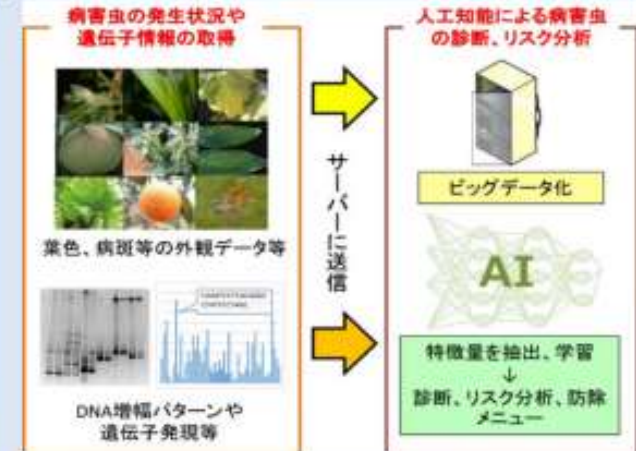 病害虫の発生状況や
遺伝子情報の取得
葉色、病斑等の外観データ等
DNA増幅パターンや
遺伝子発現等
サーバーに送信
人工知能による病害虫
の診断、リスク分析
ビッグデータ化
AI
特徴量を抽出、学習
↓
診断、リスク分析、防除
メニュー